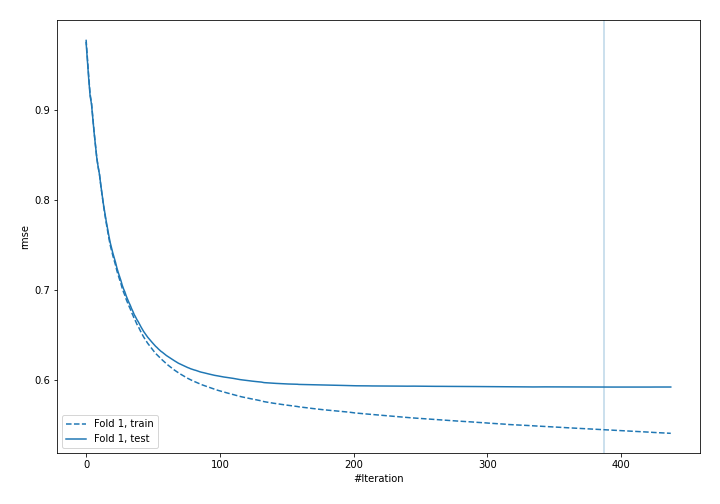 0.9
0.8
0.7
0.6
rmse
Fold 1, train
Fold 1, test
0 100 200 300 400
#Iteration